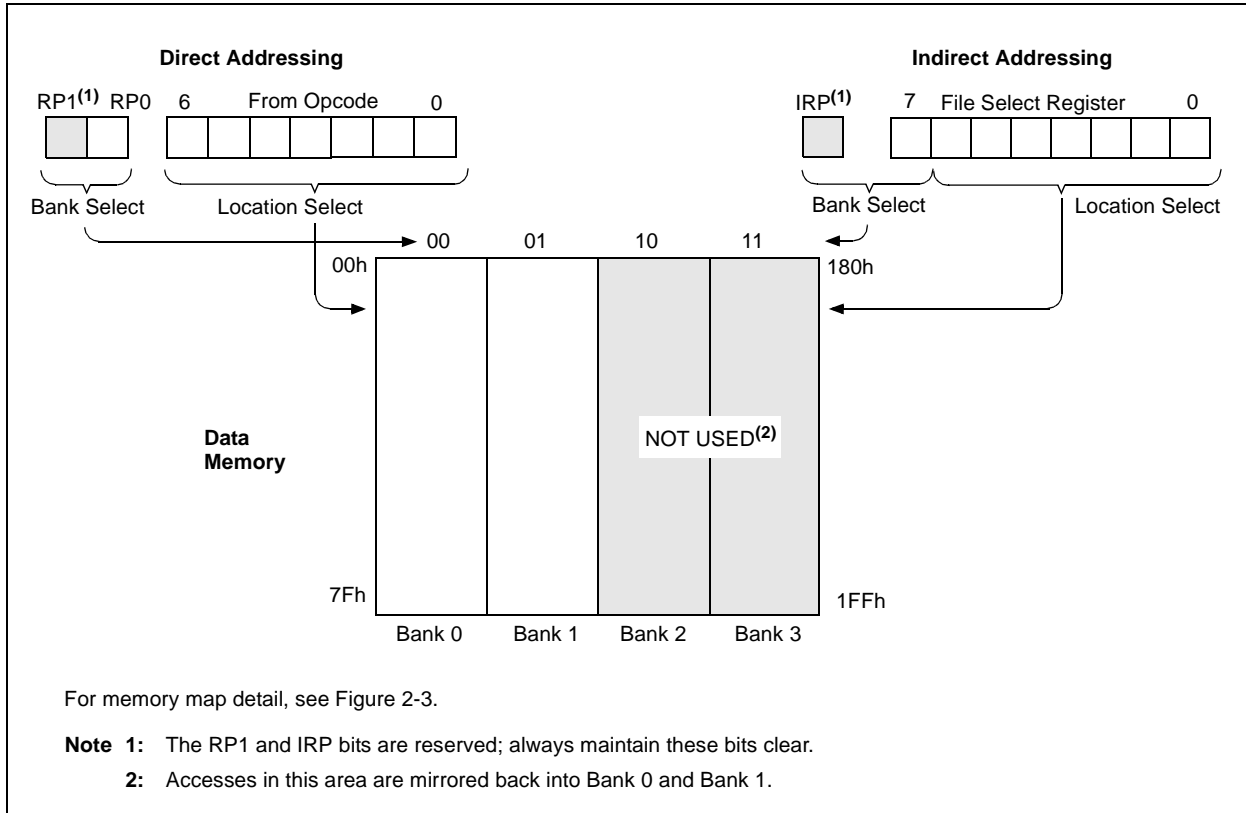 Direct Addressing
Indirect Addressing
RP1(1) RP0 6 From Opcode 0
IRP(1) 7 File Select Register 0
Bank Select Location Select
Bank Select Location Select
00 01 10 11
00h
180h
Data
Memory
NOT USED(2)
7Fh
1FFh
Bank 0 Bank 1 Bank 2 Bank 3
For memory map detail, see Figure 2-3.
Note 1: The RP1 and IRP bits are reserved; always maintain these bits clear.
2: Accesses in this area are mirrored back into Bank 0 and Bank 1.